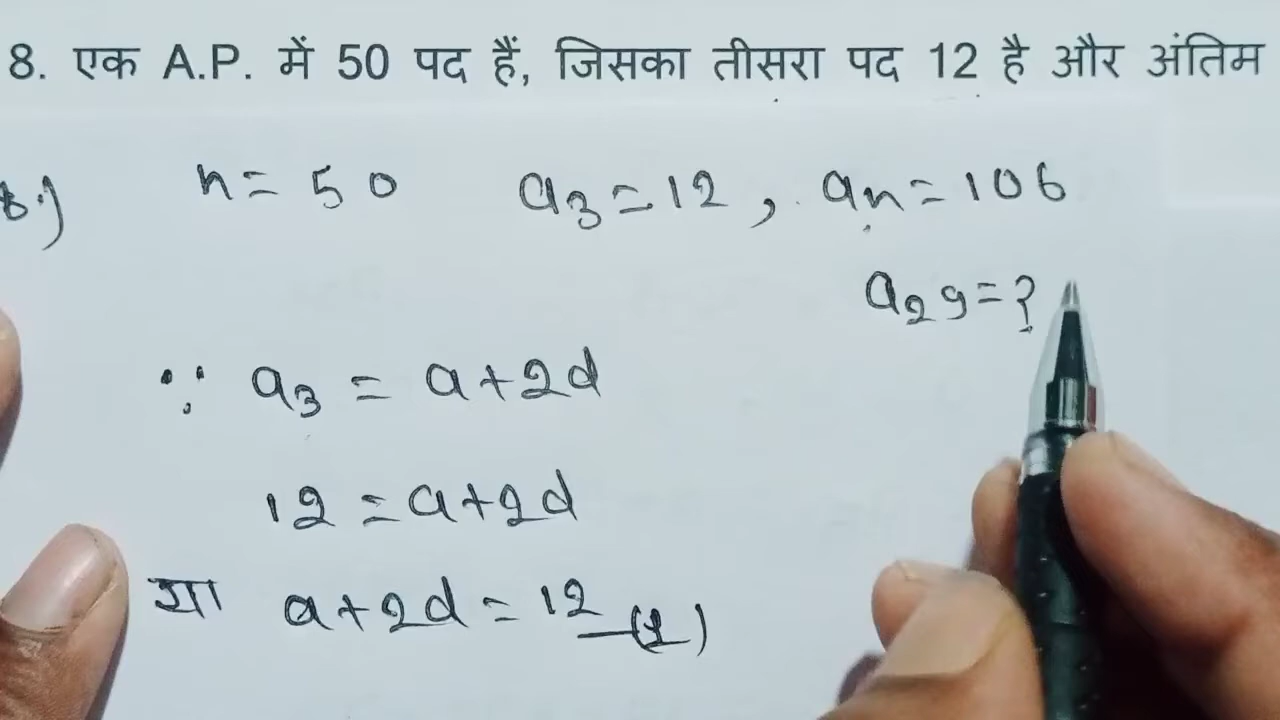 8. एक A.P. में 50 पद हैं, जिसका तीसरा पद 12 है और अंतिम
8.) n = 50 a₃ = 12, aₙ = 106
a₂₉ = ?
∵ a₃ = a + 2d
12 = a + 2d
या a + 2d = 12 —(1)